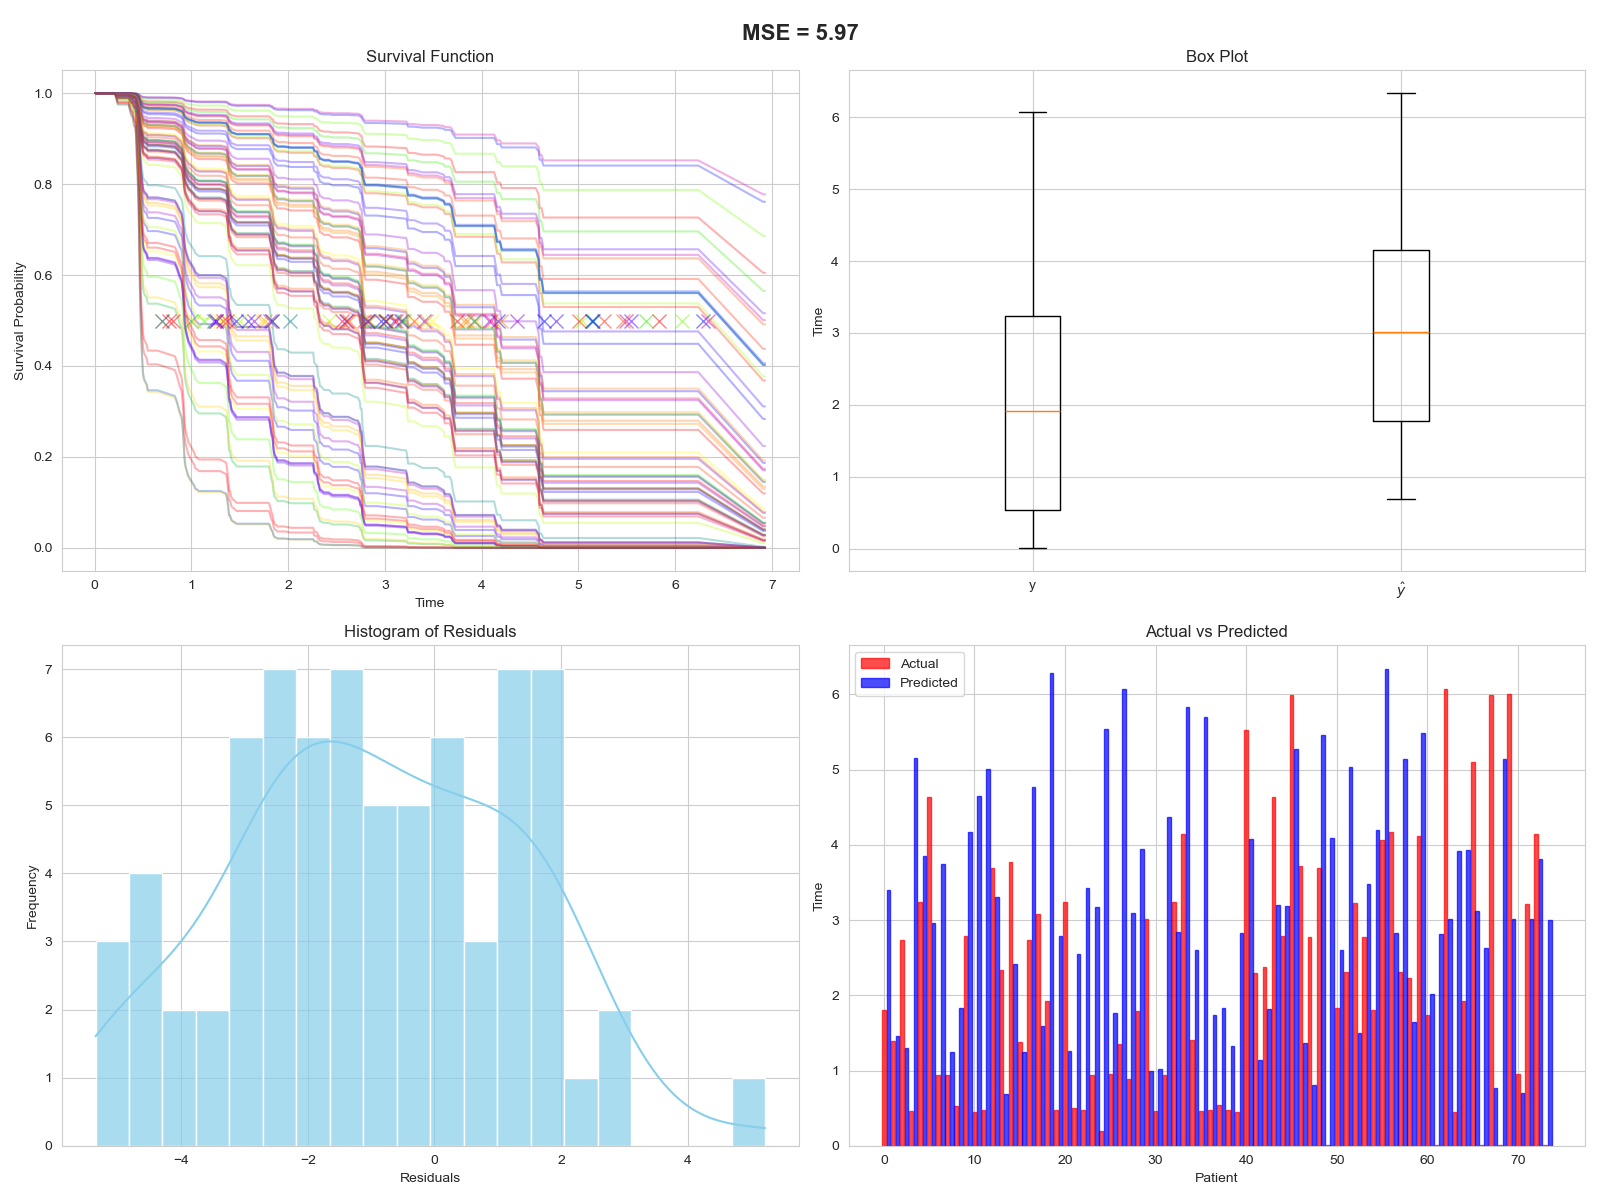 MSE = 5.97
Survival Function
Survival Probability
1.0
0.8
0.6
0.4
0.2
0.0
0 1 2 3 4 5 6 7
Time
Box Plot
Time
6
5
4
3
2
1
0
y ŷ
Histogram of Residuals
Frequency
7
6
5
4
3
2
1
0
−4 −2 0 2 4
Residuals
Actual vs Predicted
Actual
Predicted
Time
6
5
4
3
2
1
0
0 10 20 30 40 50 60 70
Patient